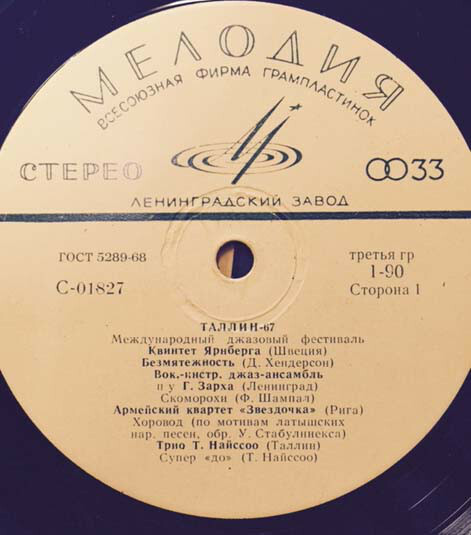 МЕЛОДИЯ
ВСЕСОЮЗНАЯ ФИРМА ГРАМПЛАСТИНОК
СТЕРЕО
33
ЛЕНИНГРАДСКИЙ ЗАВОД
ГОСТ 5289-68
третья гр
С-01827
1-90
Сторона 1
ТАЛЛИН-67
Международный джазовый фестиваль
Квинтет Ярнберга (Швеция)
Безмятежность (Д. Хендерсон)
Вок.-инстр. джаз-ансамбль
п у Г. Зарха (Ленинград)
Скоморохи (Ф. Шампал)
Армейский квартет «Звездочка» (Рига)
Хоровод (по мотивам латышских
нар. песен, обр. У. Стабулниекса)
Трио Т. Найссоо (Таллин)
Супер «до» (Т. Найссоо)